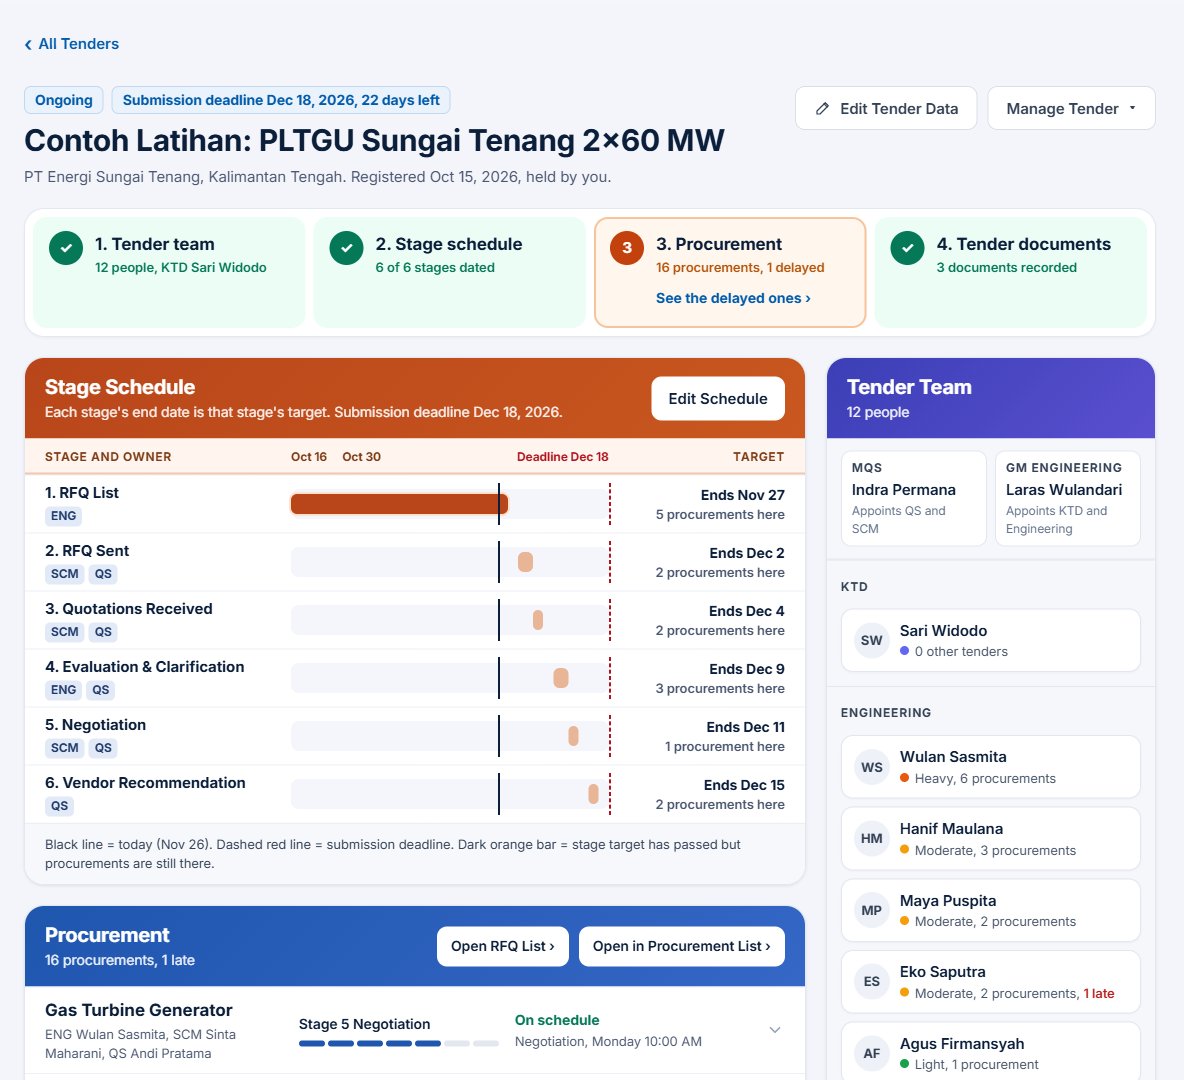 ‹ All Tenders
Ongoing
Submission deadline Dec 18, 2026, 22 days left
Edit Tender Data
Manage Tender
Contoh Latihan: PLTGU Sungai Tenang 2×60 MW
PT Energi Sungai Tenang, Kalimantan Tengah. Registered Oct 15, 2026, held by you.
1. Tender team
12 people, KTD Sari Widodo
2. Stage schedule
6 of 6 stages dated
3
3. Procurement
16 procurements, 1 delayed
See the delayed ones ›
4. Tender documents
3 documents recorded
Stage Schedule
Each stage's end date is that stage's target. Submission deadline Dec 18, 2026.
Edit Schedule
STAGE AND OWNER
Oct 16
Oct 30
Deadline Dec 18
TARGET
1. RFQ List
ENG
Ends Nov 27
5 procurements here
2. RFQ Sent
SCM
QS
Ends Dec 2
2 procurements here
3. Quotations Received
SCM
QS
Ends Dec 4
2 procurements here
4. Evaluation & Clarification
ENG
QS
Ends Dec 9
3 procurements here
5. Negotiation
SCM
QS
Ends Dec 11
1 procurement here
6. Vendor Recommendation
QS
Ends Dec 15
2 procurements here
Black line = today (Nov 26). Dashed red line = submission deadline. Dark orange bar = stage target has passed but
procurements are still there.
Procurement
16 procurements, 1 late
Open RFQ List ›
Open in Procurement List ›
Gas Turbine Generator
ENG Wulan Sasmita, SCM Sinta
Maharani, QS Andi Pratama
Stage 5 Negotiation
On schedule
Negotiation, Monday 10:00 AM
Tender Team
12 people
MQS
Indra Permana
Appoints QS and
SCM
GM ENGINEERING
Laras Wulandari
Appoints KTD and
Engineering
KTD
SW
Sari Widodo
0 other tenders
ENGINEERING
WS
Wulan Sasmita
Heavy, 6 procurements
HM
Hanif Maulana
Moderate, 3 procurements
MP
Maya Puspita
Moderate, 2 procurements
ES
Eko Saputra
Moderate, 2 procurements, 1 late
AF
Agus Firmansyah
Light, 1 procurement